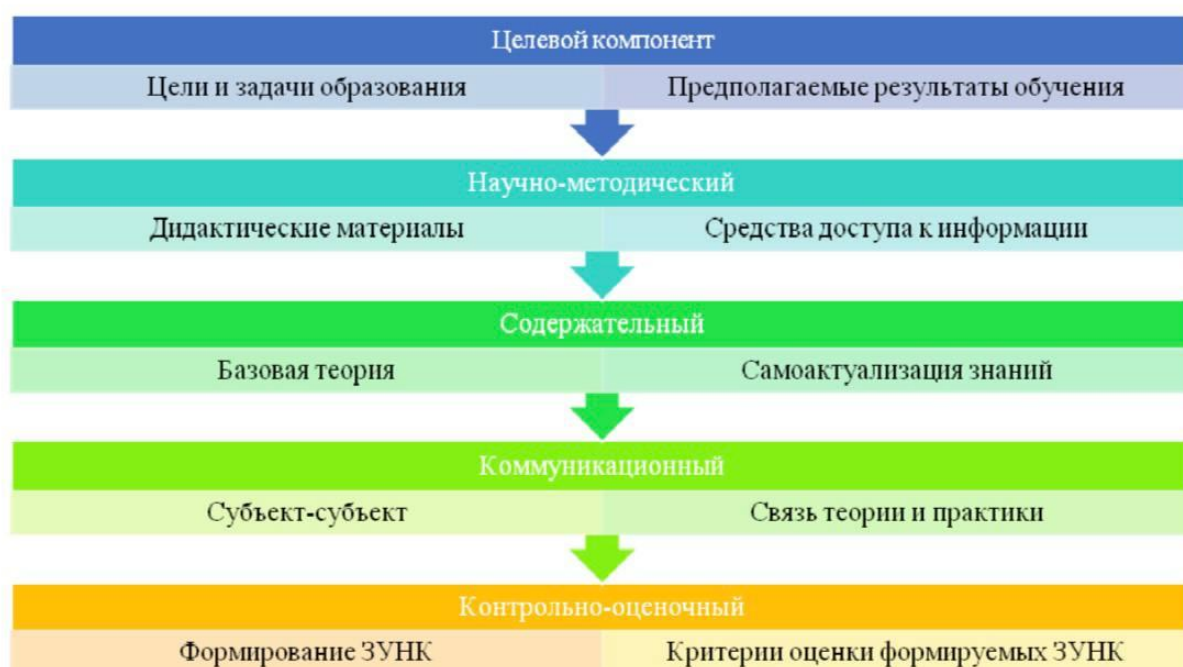 Целевой компонент
Цели и задачи образования
Предполагаемые результаты обучения
Научно-методический
Дидактические материалы
Средства доступа к информации
Содержательный
Базовая теория
Самоактуализация знаний
Коммуникационный
Субъект-субъект
Связь теории и практики
Контрольно-оценочный
Формирование ЗУНК
Критерии оценки формируемых ЗУНК